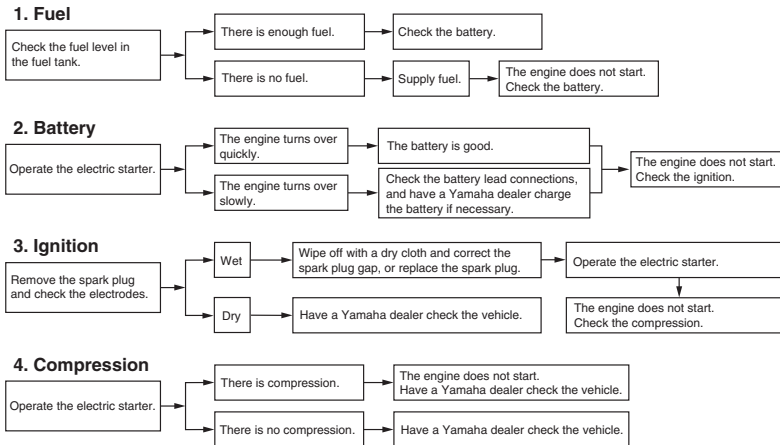 1. Fuel
Check the fuel level in
the fuel tank.
There is enough fuel.
Check the battery.
There is no fuel.
Supply fuel.
The engine does not start.
Check the battery.
2. Battery
Operate the electric starter.
The engine turns over
quickly.
The battery is good.
The engine turns over
slowly.
Check the battery lead connections,
and have a Yamaha dealer charge
the battery if necessary.
The engine does not start.
Check the ignition.
3. Ignition
Remove the spark plug
and check the electrodes.
Wet
Wipe off with a dry cloth and correct the
spark plug gap, or replace the spark plug.
Operate the electric starter.
Dry
Have a Yamaha dealer check the vehicle.
The engine does not start.
Check the compression.
4. Compression
Operate the electric starter.
There is compression.
The engine does not start.
Have a Yamaha dealer check the vehicle.
There is no compression.
Have a Yamaha dealer check the vehicle.